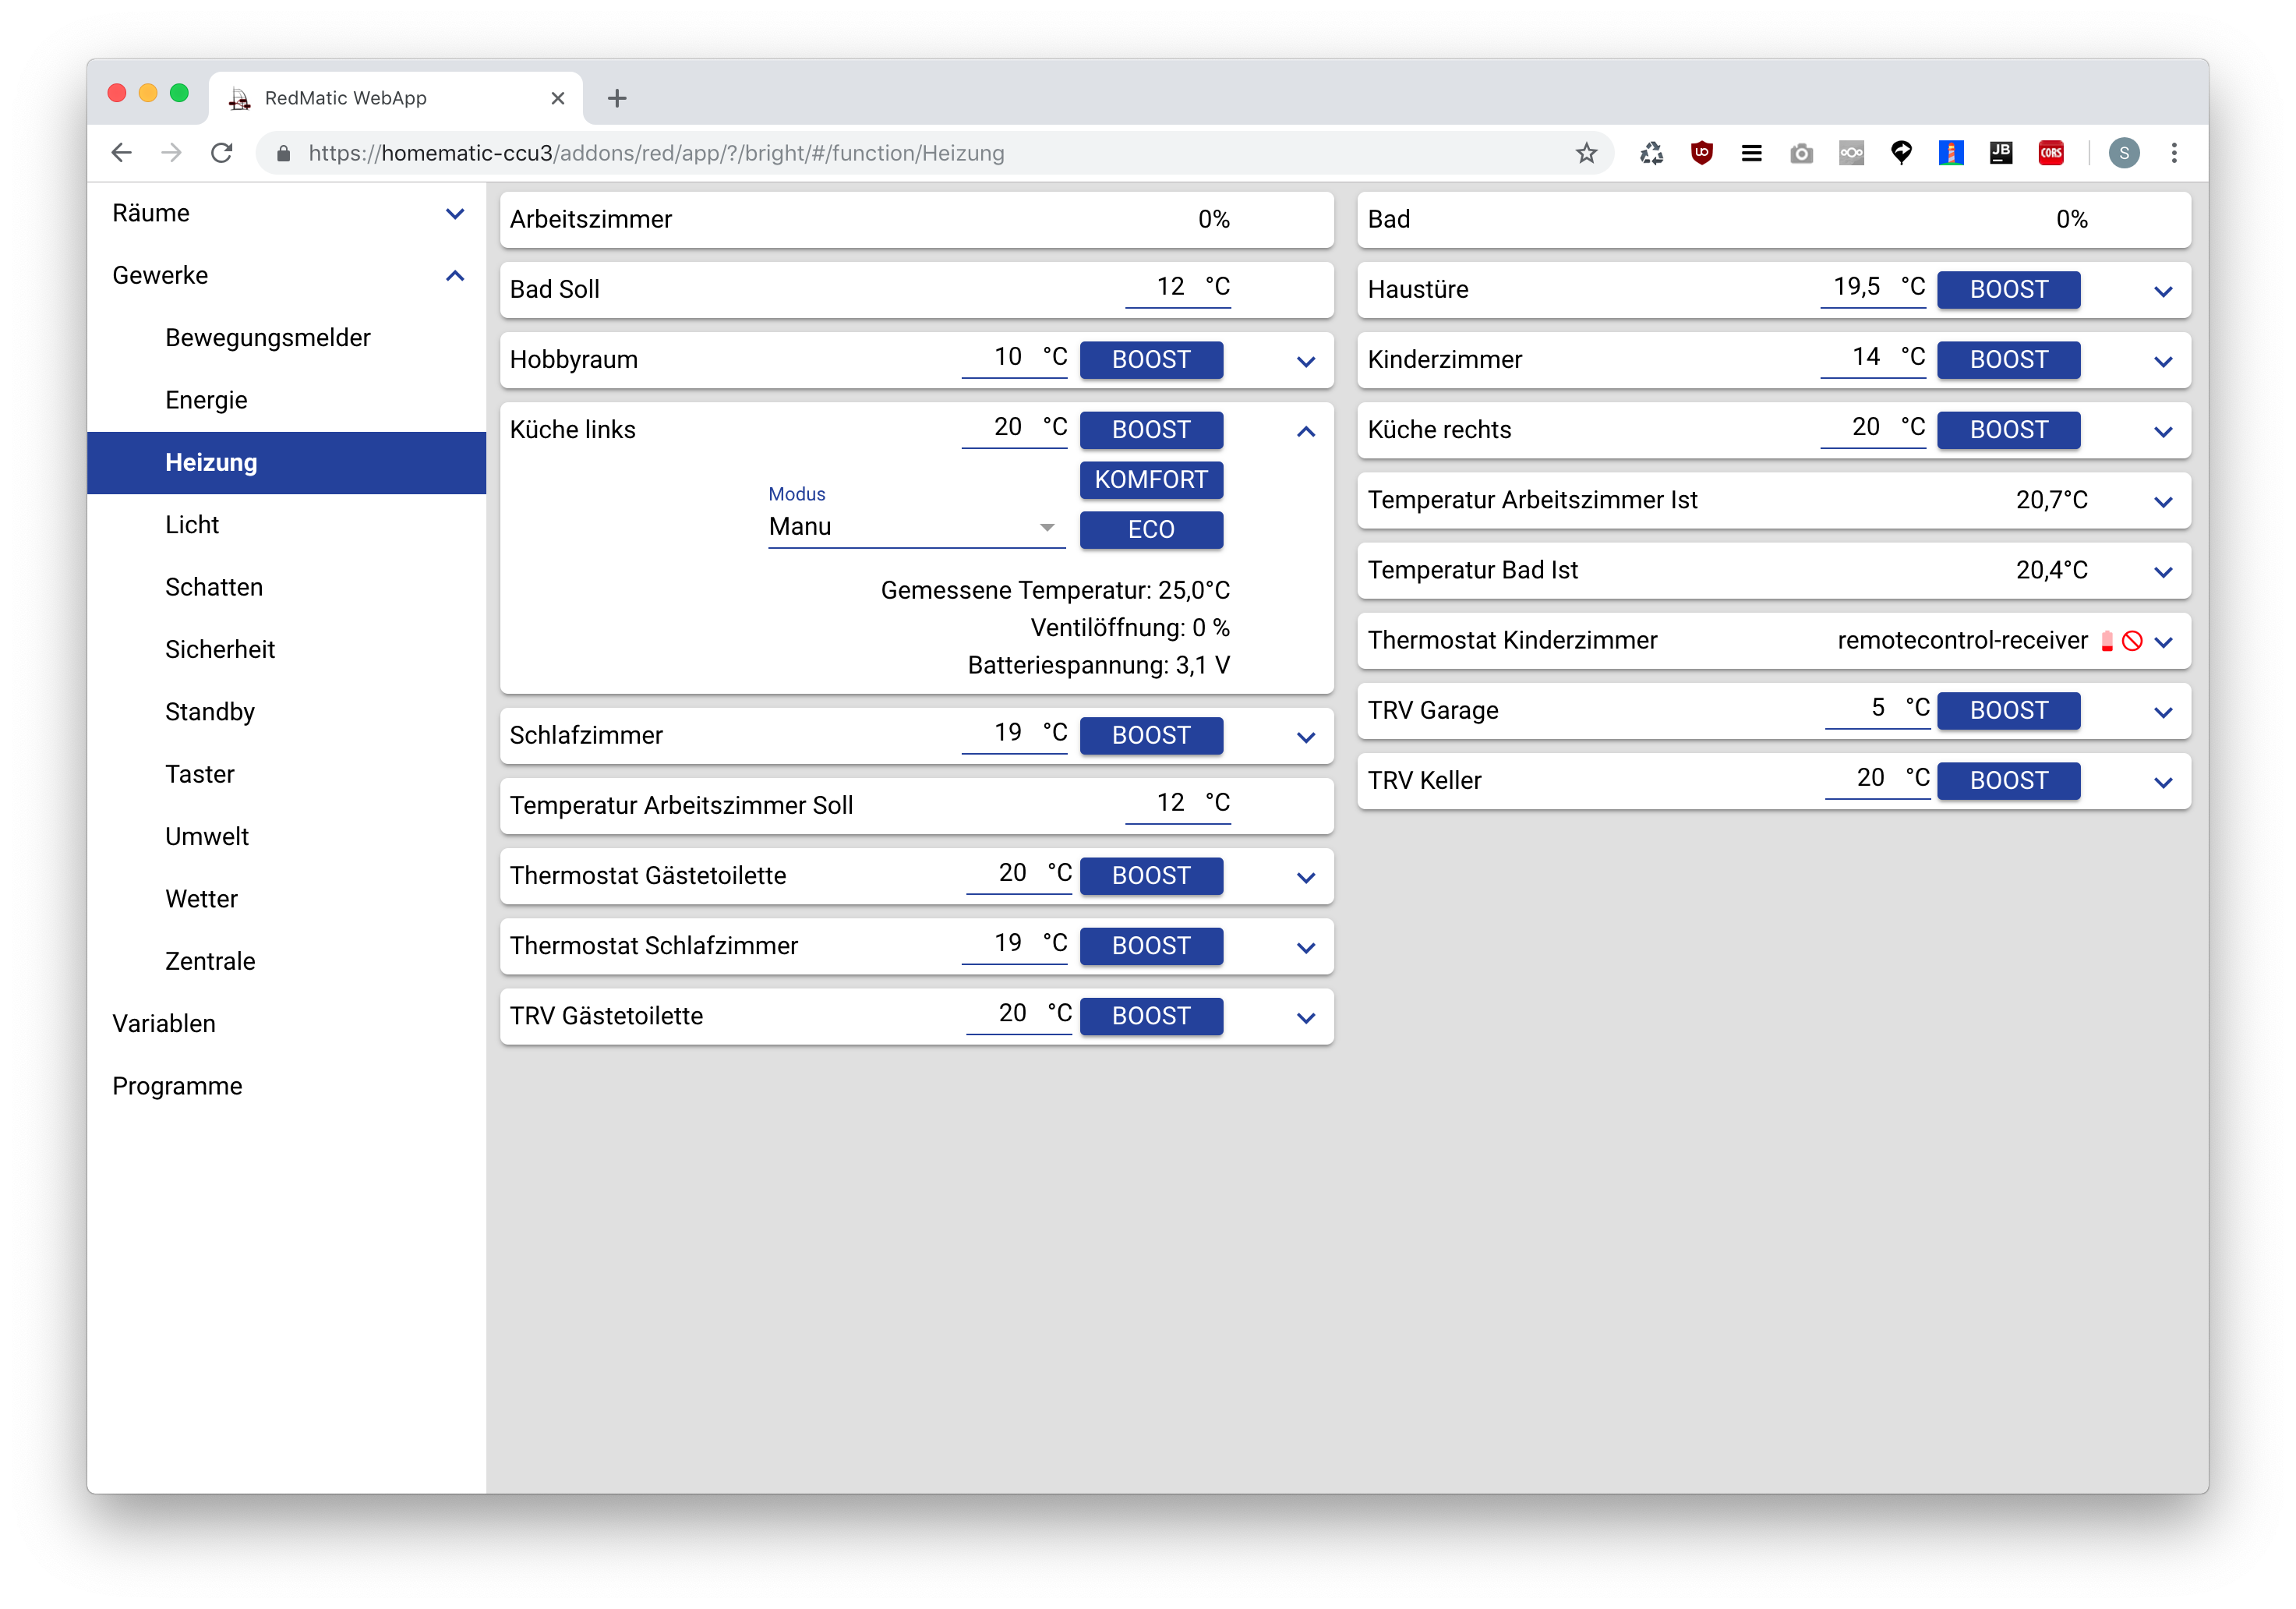 RedMatic WebApp
https://homematic-ccu3/addons/red/app/?/bright/#/function/Heizung
UO
JB
CORS
S
Räume
Gewerke
Bewegungsmelder
Energie
Heizung
Licht
Schatten
Sicherheit
Standby
Taster
Umwelt
Wetter
Zentrale
Variablen
Programme
Arbeitszimmer 0%
Bad Soll 12 °C
Hobbyraum 10 °C BOOST
Küche links 20 °C BOOST
KOMFORT
Modus
Manu
ECO
Gemessene Temperatur: 25,0°C
Ventilöffnung: 0 %
Batteriespannung: 3,1 V
Schlafzimmer 19 °C BOOST
Temperatur Arbeitszimmer Soll 12 °C
Thermostat Gästetoilette 20 °C BOOST
Thermostat Schlafzimmer 19 °C BOOST
TRV Gästetoilette 20 °C BOOST
Bad 0%
Haustüre 19,5 °C BOOST
Kinderzimmer 14 °C BOOST
Küche rechts 20 °C BOOST
Temperatur Arbeitszimmer Ist 20,7°C
Temperatur Bad Ist 20,4°C
Thermostat Kinderzimmer remotecontrol-receiver
TRV Garage 5 °C BOOST
TRV Keller 20 °C BOOST